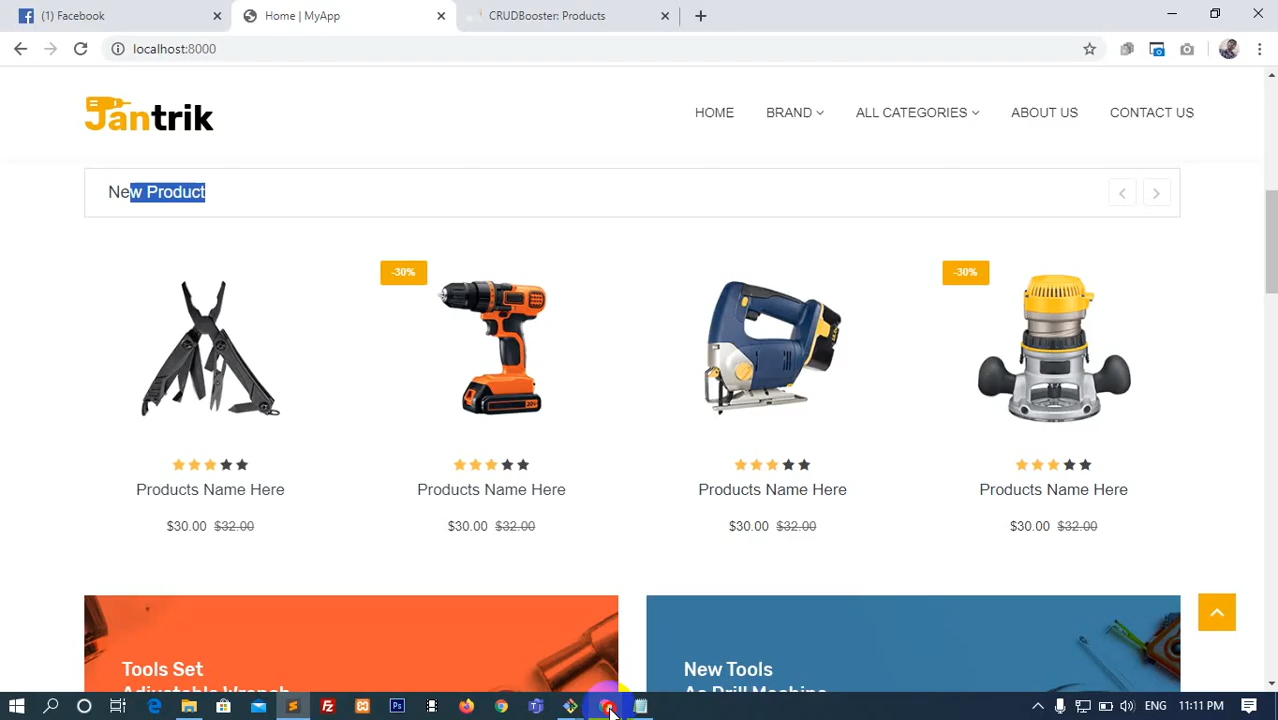 (1) Facebook
Home | MyApp
CRUDBooster: Products
localhost:8000
Jantrik
HOME
BRAND
ALL CATEGORIES
ABOUT US
CONTACT US
New Product
-30%
-30%
Products Name Here
Products Name Here
Products Name Here
Products Name Here
$30.00 $32.00
$30.00 $32.00
$30.00 $32.00
$30.00 $32.00
Tools Set
Adjustable Wrench
New Tools
As Drill Machine
11:11 PM